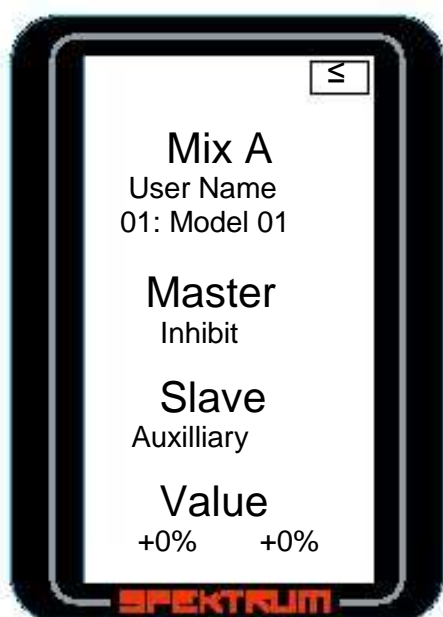 ≤
Mix A
User Name
01: Model 01
Master
Inhibit
Slave
Auxilliary
Value
+0% +0%
SPEKTRUM